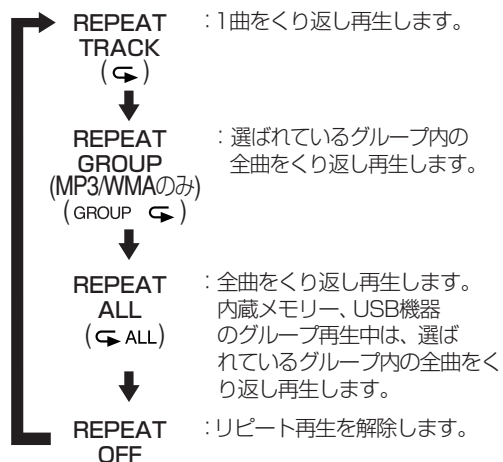 REPEAT :1曲をくり返し再生します。
TRACK
( )
REPEAT :選ばれているグループ内の
GROUP 全曲をくり返し再生します。
(MP3/WMAのみ)
(GROUP )
REPEAT :全曲をくり返し再生します。
ALL 内蔵メモリー、USB機器
( ALL) のグループ再生中は、選ば
れているグループ内の全曲をく
り返し再生します。
REPEAT :リピート再生を解除します。
OFF